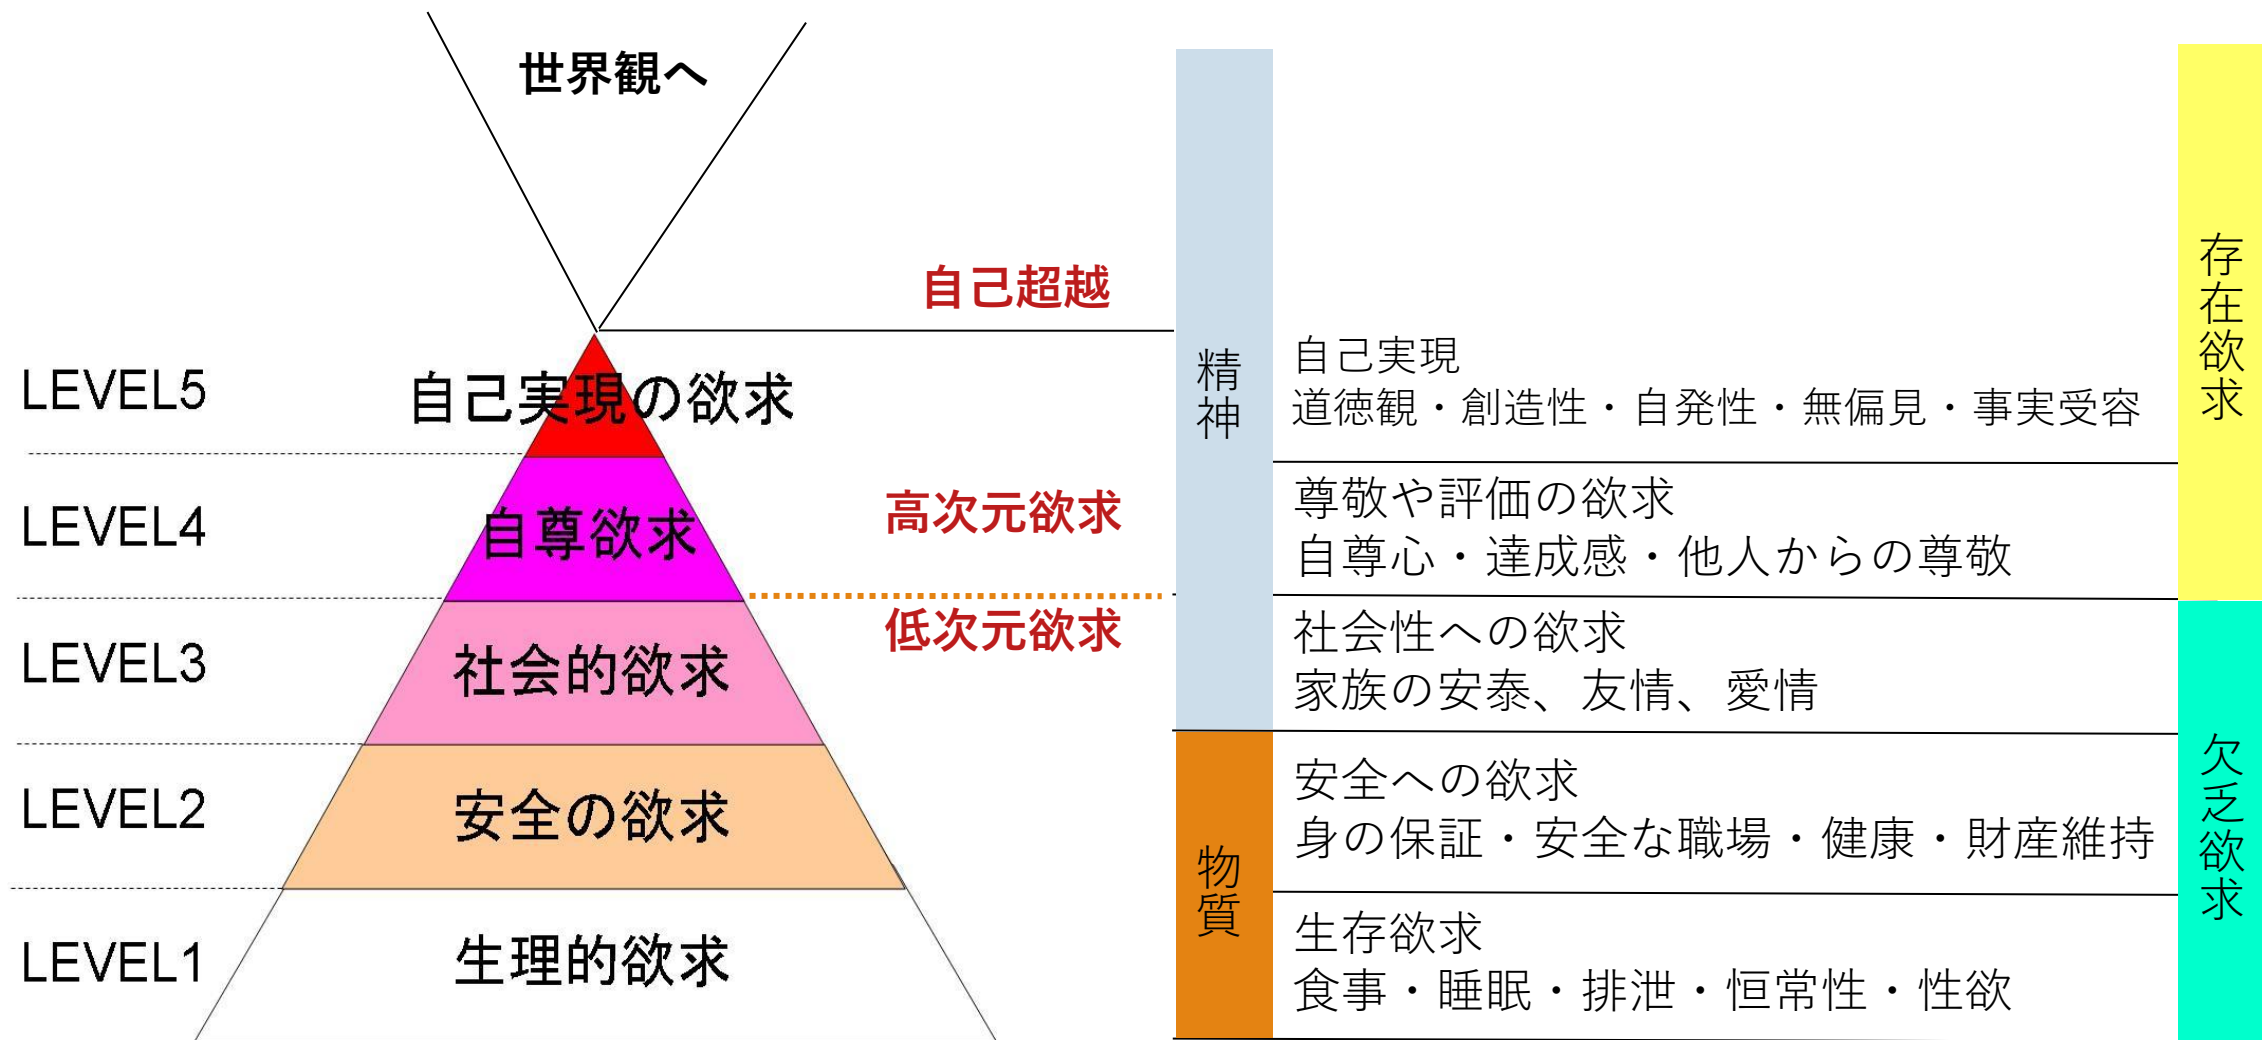 世界観へ
自己超越
LEVEL5
自己実現の欲求
LEVEL4
自尊欲求
高次元欲求
低次元欲求
LEVEL3
社会的欲求
LEVEL2
安全の欲求
LEVEL1
生理的欲求
精神
物質
自己実現
道徳観・創造性・自発性・無偏見・事実受容
尊敬や評価の欲求
自尊心・達成感・他人からの尊敬
社会性への欲求
家族の安泰、友情、愛情
安全への欲求
身の保証・安全な職場・健康・財産維持
生存欲求
食事・睡眠・排泄・恒常性・性欲
存在欲求
欠乏欲求